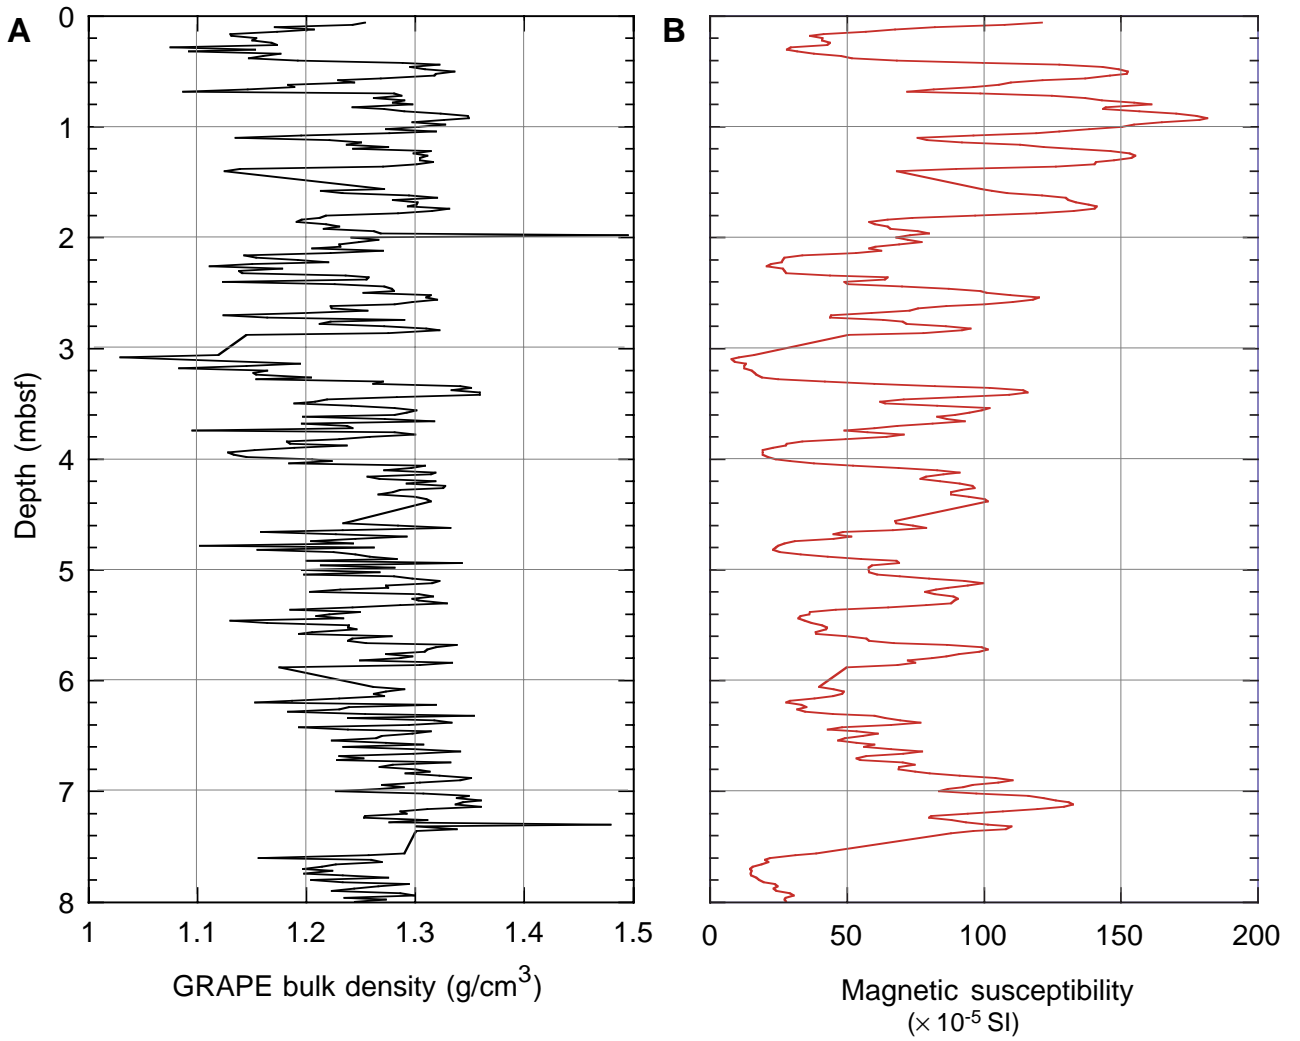 A
B
Depth (mbsf)
0
1
2
3
4
5
6
7
8
1 1.1 1.2 1.3 1.4 1.5
GRAPE bulk density (g/cm³)
0 50 100 150 200
Magnetic susceptibility
(× 10⁻⁵ SI)